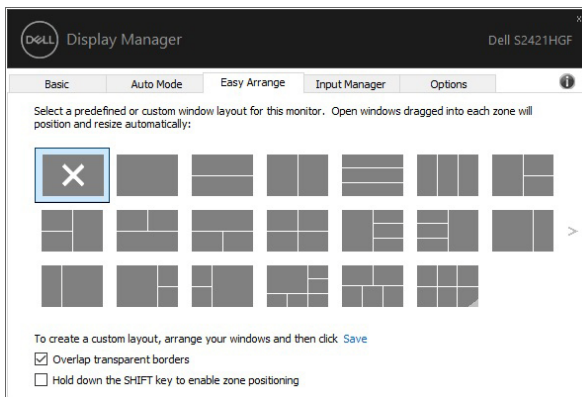 DELL Display Manager Dell S2421HGF
Basic Auto Mode Easy Arrange Input Manager Options
Select a predefined or custom window layout for this monitor. Open windows dragged into each zone will
position and resize automatically:
To create a custom layout, arrange your windows and then click Save
Overlap transparent borders
Hold down the SHIFT key to enable zone positioning